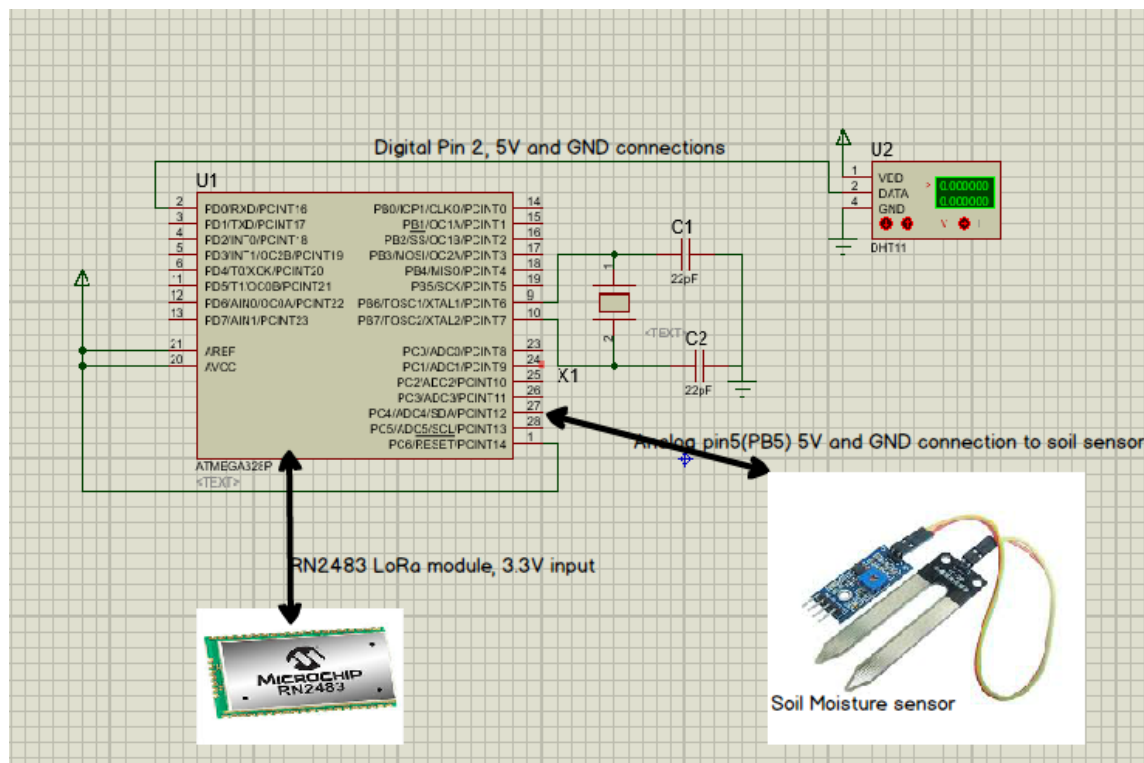 Digital Pin 2, 5V and GND connections
U2
1 VDD
2 DATA
4 GND
0.000000
0.000000
DHT11
U1
2 PD0/RXD/PCINT16
3 PD1/TXD/PCINT17
4 PD2/INT0/PCINT18
5 PD3/INT1/OC2B/PCINT19
6 PD4/T0/XCK/PCINT20
11 PD5/T1/OC0B/PCINT21
12 PD6/AIN0/OC0A/PCINT22
13 PD7/AIN1/PCINT23
21 AREF
20 AVCC
PB0/ICP1/CLKO/PCINT0 14
PB1/OC1A/PCINT1 15
PB2/SS/OC1B/PCINT2 16
PB3/MOSI/OC2A/PCINT3 17
PB4/MISO/PCINT4 18
PB5/SCK/PCINT5 19
PB6/TOSC1/XTAL1/PCINT6 9
PB7/TOSC2/XTAL2/PCINT7 10
PC0/ADC0/PCINT8 23
PC1/ADC1/PCINT9 24
PC2/ADC2/PCINT10 25
PC3/ADC3/PCINT11 26
PC4/ADC4/SDA/PCINT12 27
PC5/ADC5/SCL/PCINT13 28
PC6/RESET/PCINT14 1
ATMEGA328P
<TEXT>
C1
22pF
1
2
<TEXT>
C2
22pF
X1
Analog pin5(PB5) 5V and GND connection to soil sensor
RN2483 LoRa module, 3.3V input
MICROCHIP
RN2483
Soil Moisture sensor